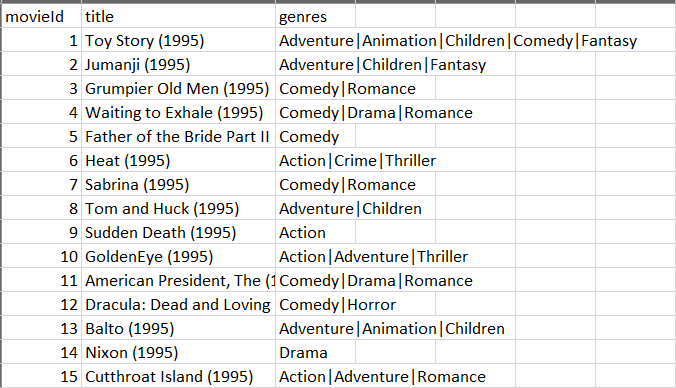 movieId title genres
1 Toy Story (1995) Adventure|Animation|Children|Comedy|Fantasy
2 Jumanji (1995) Adventure|Children|Fantasy
3 Grumpier Old Men (1995) Comedy|Romance
4 Waiting to Exhale (1995) Comedy|Drama|Romance
5 Father of the Bride Part II Comedy
6 Heat (1995) Action|Crime|Thriller
7 Sabrina (1995) Comedy|Romance
8 Tom and Huck (1995) Adventure|Children
9 Sudden Death (1995) Action
10 GoldenEye (1995) Action|Adventure|Thriller
11 American President, The (1 Comedy|Drama|Romance
12 Dracula: Dead and Loving Comedy|Horror
13 Balto (1995) Adventure|Animation|Children
14 Nixon (1995) Drama
15 Cutthroat Island (1995) Action|Adventure|Romance